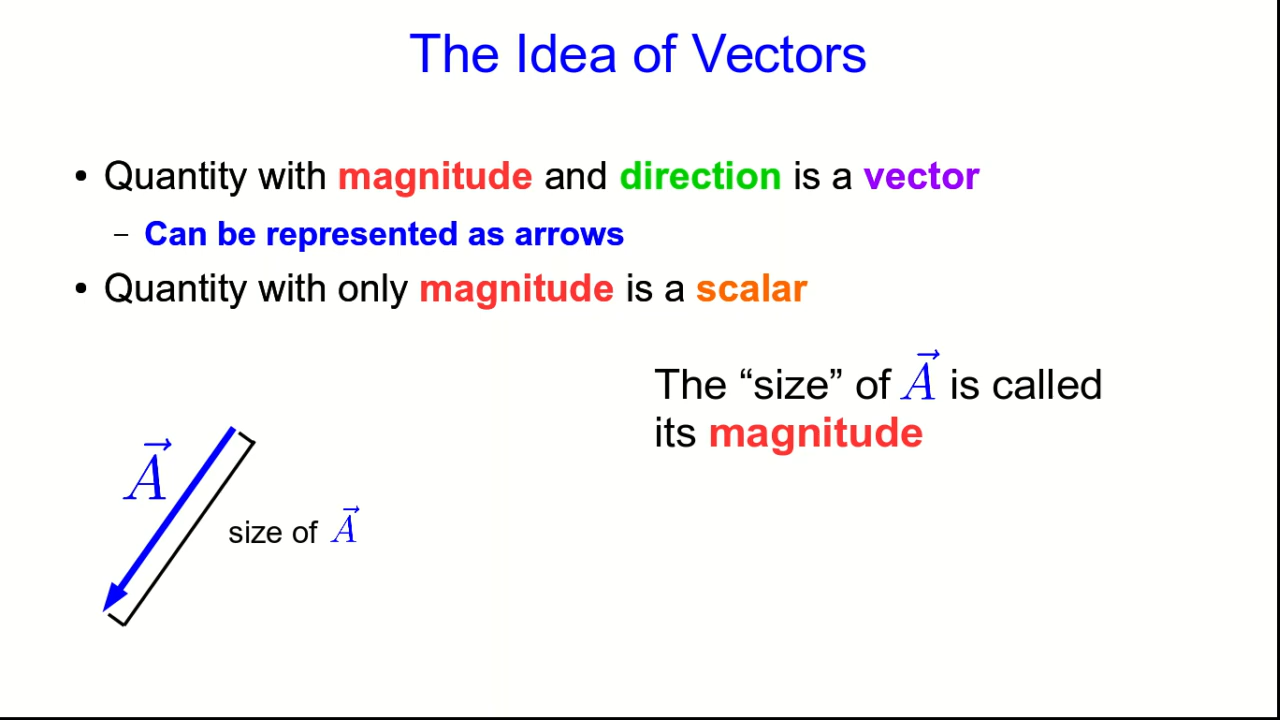 The Idea of Vectors
• Quantity with magnitude and direction is a vector
– Can be represented as arrows
• Quantity with only magnitude is a scalar
The “size” of A⃗ is called
its magnitude
A⃗
size of A⃗